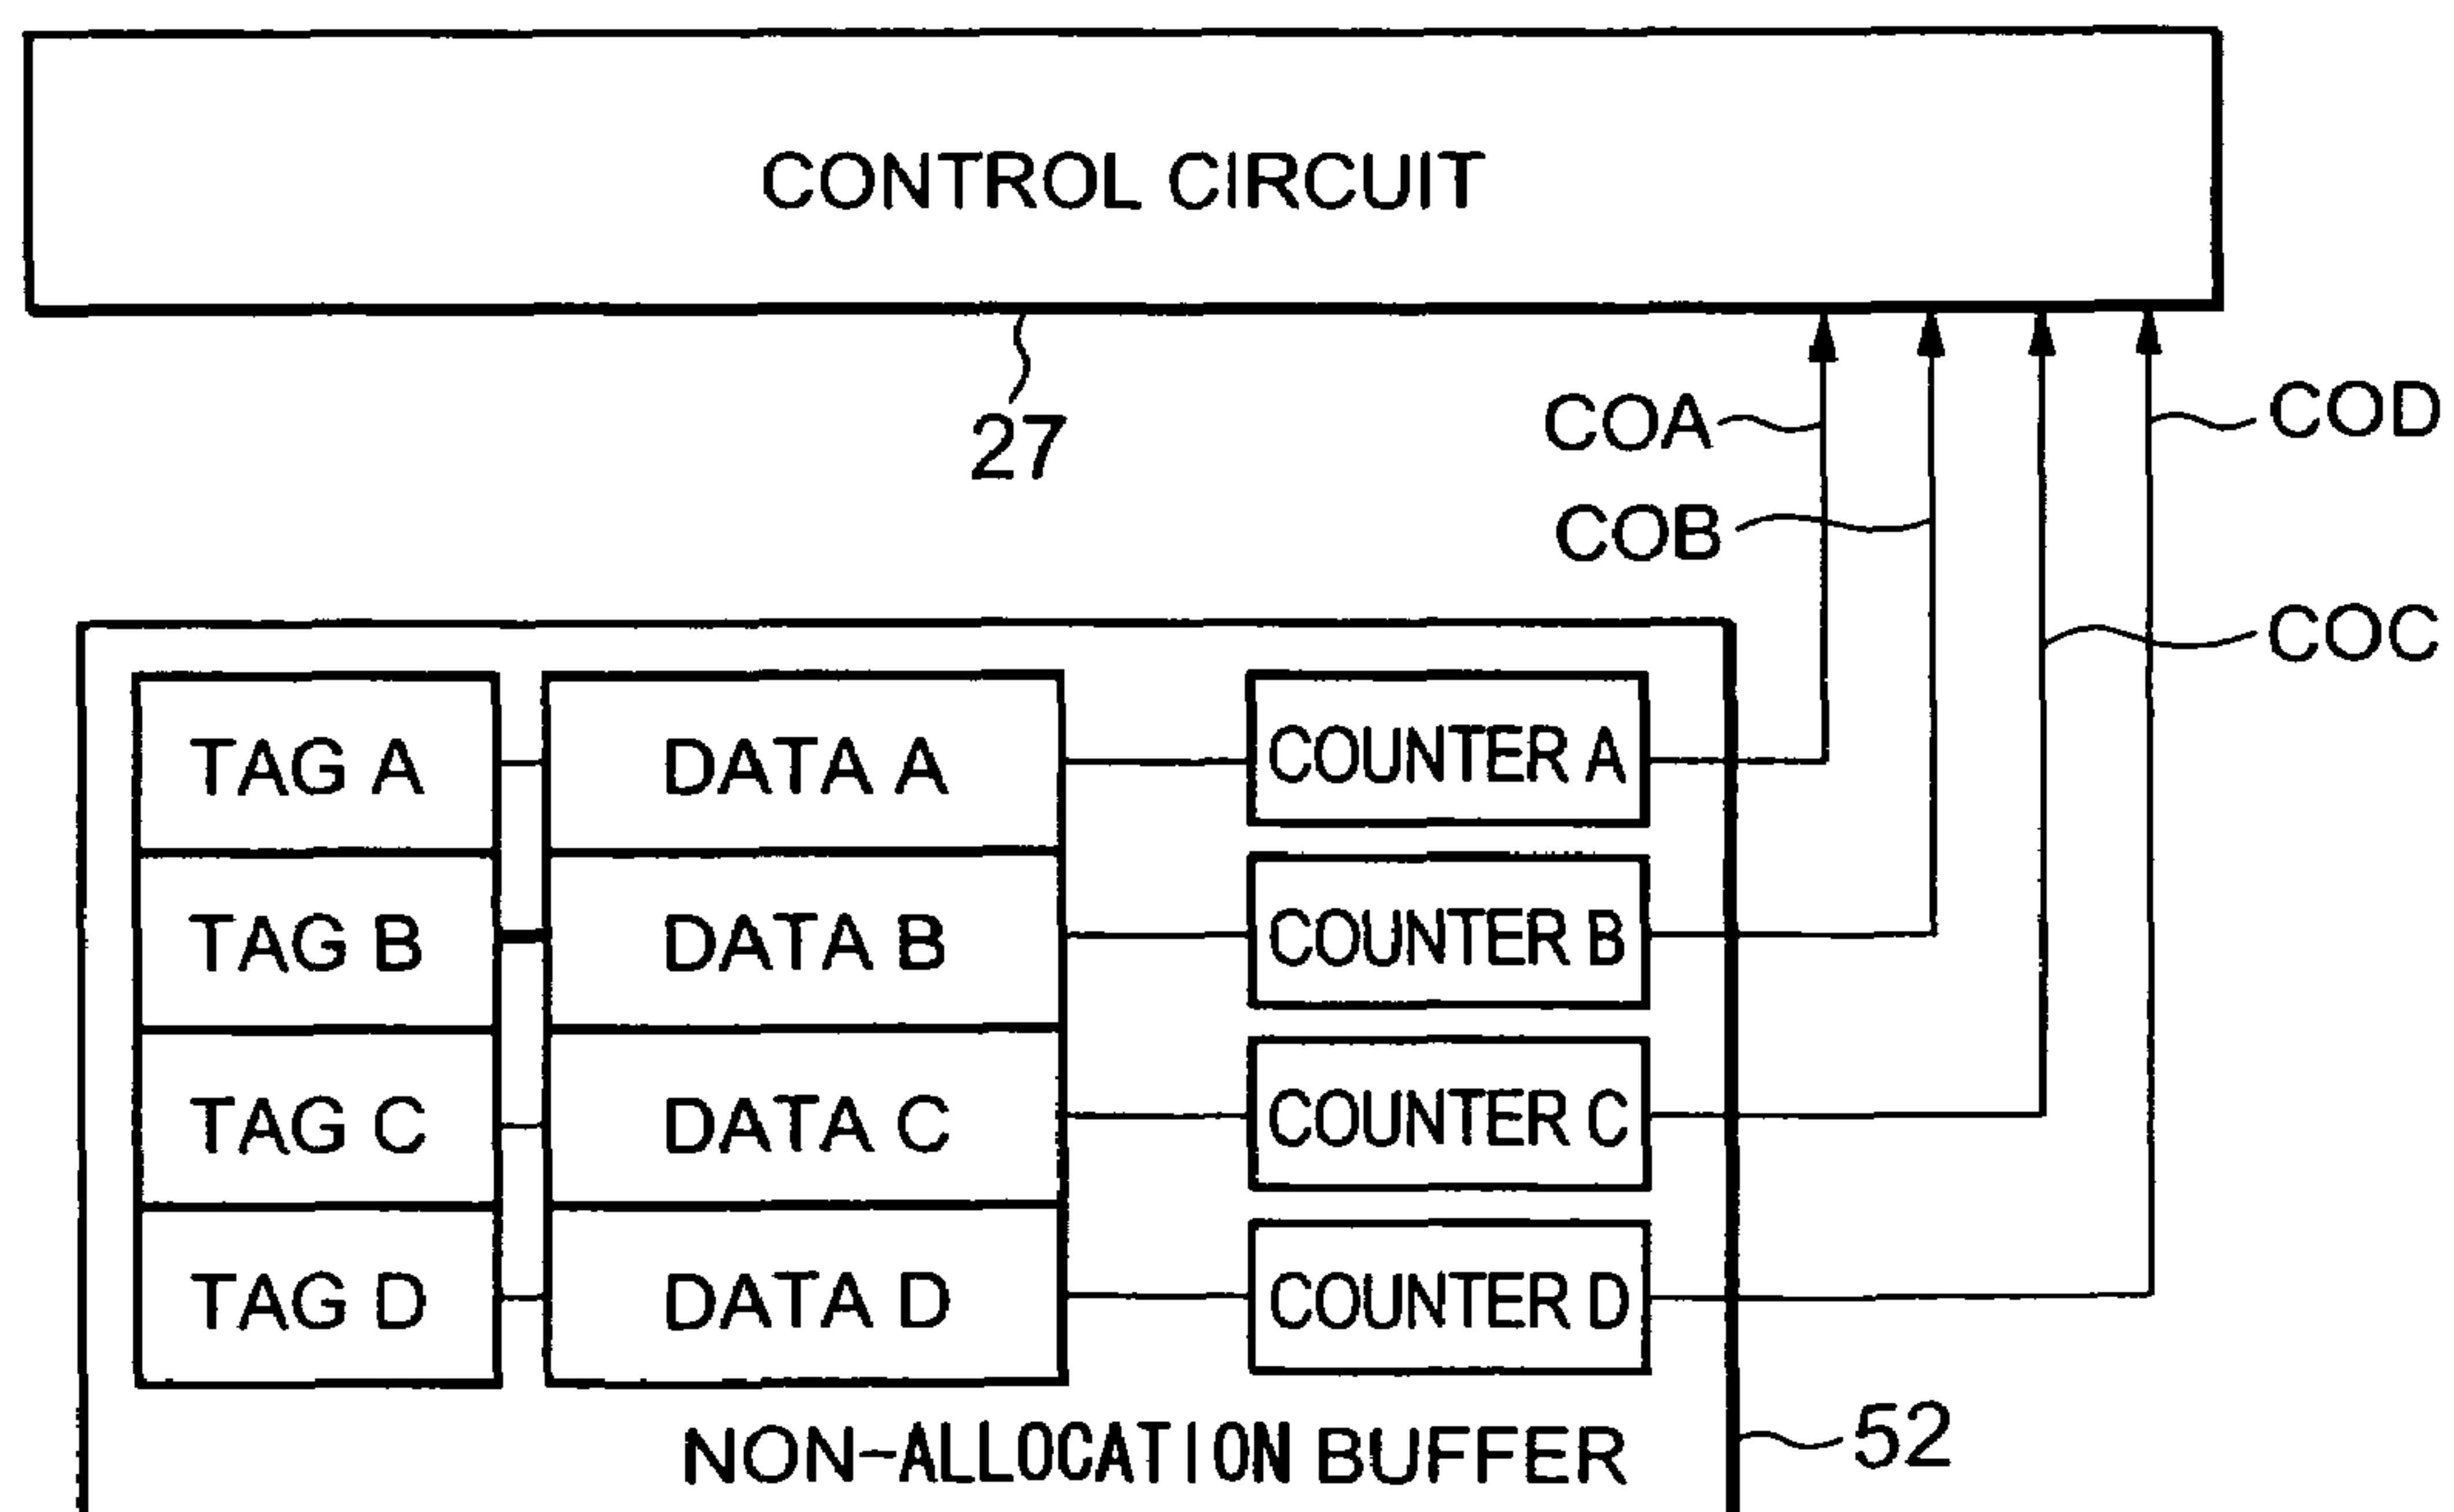 CONTROL CIRCUIT
27
COA
COD
COB
COC
TAG A
DATA A
COUNTER A
TAG B
DATA B
COUNTER B
TAG C
DATA C
COUNTER C
TAG D
DATA D
COUNTER D
NON-ALLOCATION BUFFER
52